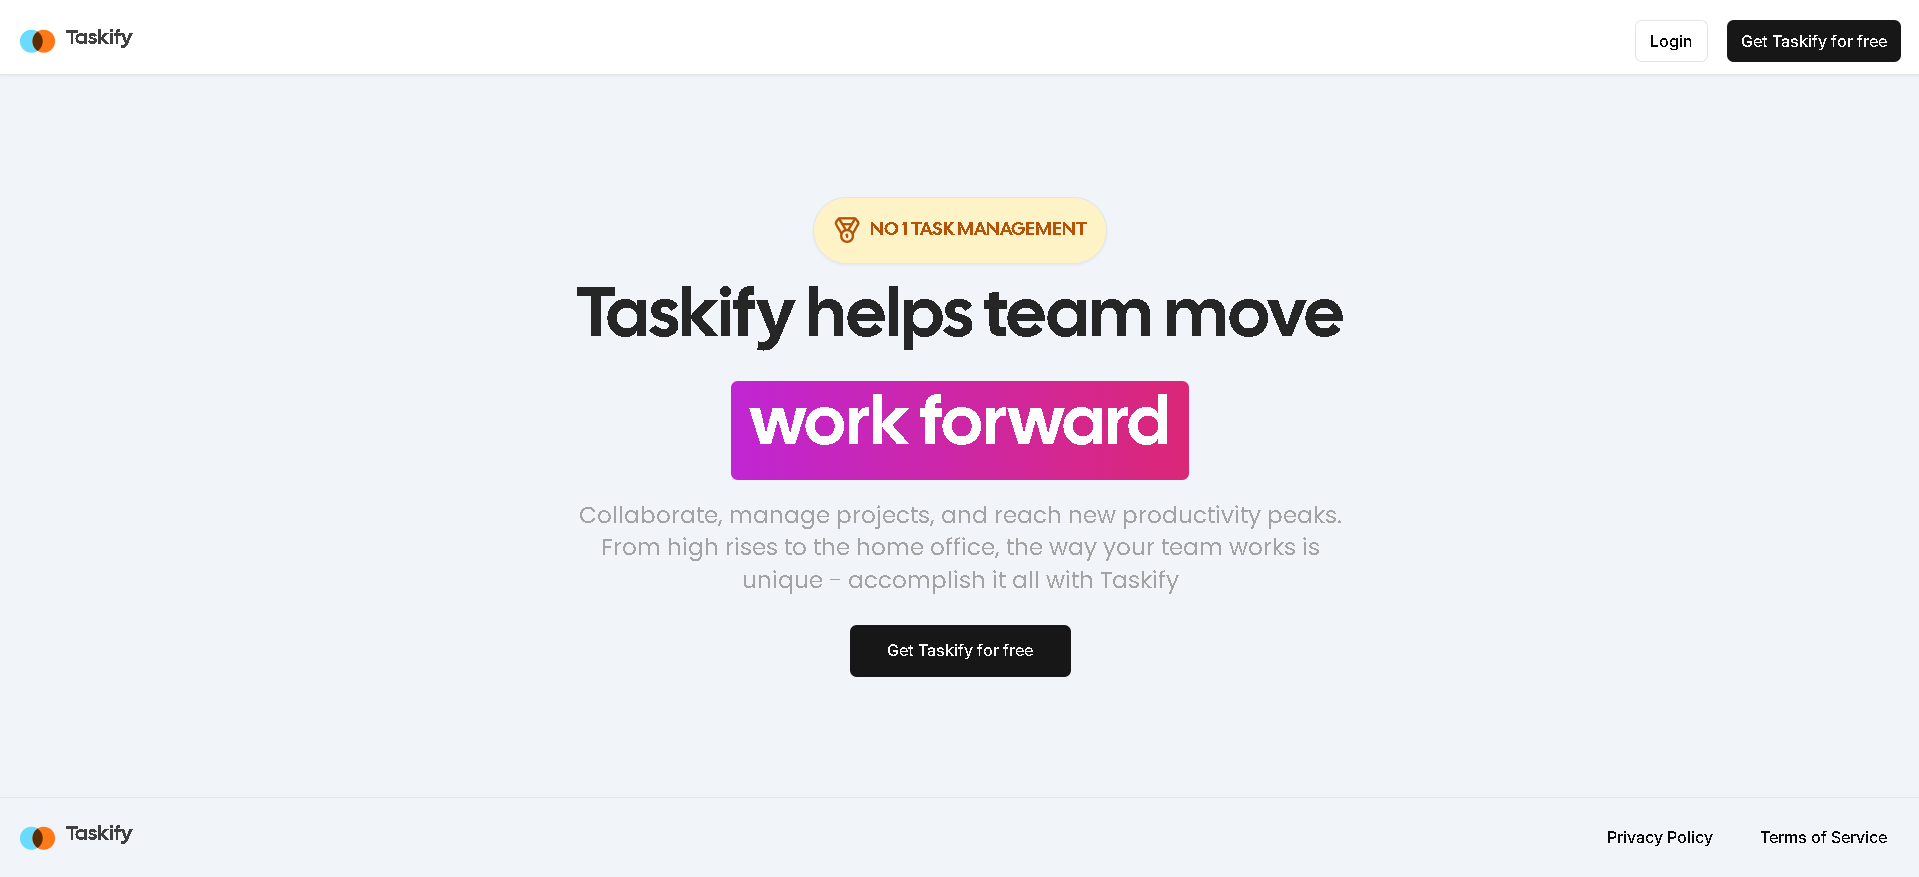 Taskify
Login
Get Taskify for free
NO 1 TASK MANAGEMENT
Taskify helps team move
work forward
Collaborate, manage projects, and reach new productivity peaks.
From high rises to the home office, the way your team works is
unique - accomplish it all with Taskify
Get Taskify for free
Taskify
Privacy Policy
Terms of Service